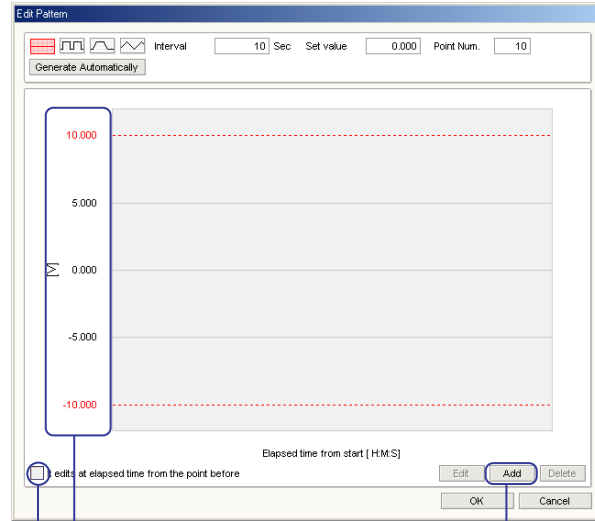 Edit Pattern
Interval 10 Sec Set value 0.000 Point Num. 10
Generate Automatically
10.000
5.000
[V] 0.000
-5.000
-10.000
Elapsed time from start [ H:M:S]
edits at elapsed time from the point before
Edit Add Delete
OK Cancel